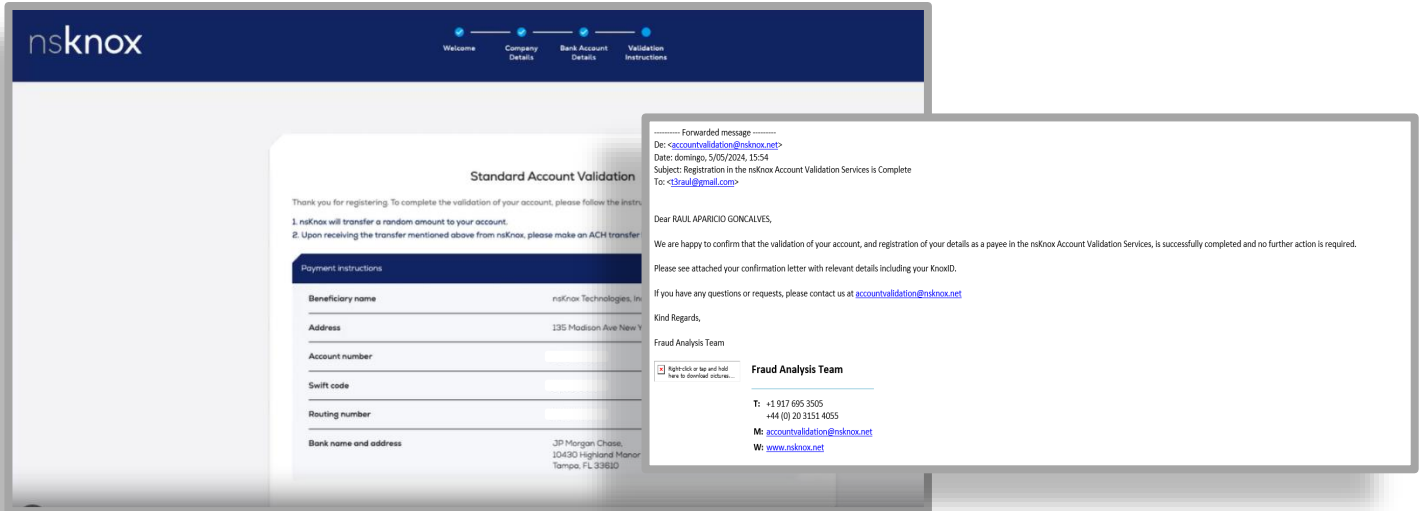 nsknox
Welcome
Company Details
Bank Account Details
Validation Instructions
Standard Account Validation
Thank you for registering. To complete the validation of your account, please follow the
1. nsKnox will transfer a random amount to your account.
2. Upon receiving the transfer mentioned above from nsKnox, please make an ACH transfer
Payment instructions
Beneficiary name
nsKnox Technologies,
Address
135 Madison Ave New
Account number
Swift code
Routing number
Bank name and address
JP Morgan Chase,
10430 Highland Manor
Tampa, FL 33610
---------- Forwarded message ---------
De: <accountvalidation@nsknox.net>
Date: domingo, 5/05/2024, 15:54
Subject: Registration in the nsKnox Account Validation Services is Complete
To: <t3raul@gmail.com>
Dear RAUL APARICIO GONCALVES,
We are happy to confirm that the validation of your account, and registration of your details as a payee in the nsKnox Account Validation Services, is successfully completed and no further action is required.
Please see attached your confirmation letter with relevant details including your KnoxID.
If you have any questions or requests, please contact us at accountvalidation@nsknox.net
Kind Regards,
Fraud Analysis Team
Right-click or tap and hold
here to download pictures....
Fraud Analysis Team
T: +1 917 695 3505
+44 (0) 20 3151 4055
M: accountvalidation@nsknox.net
W: www.nsknox.net